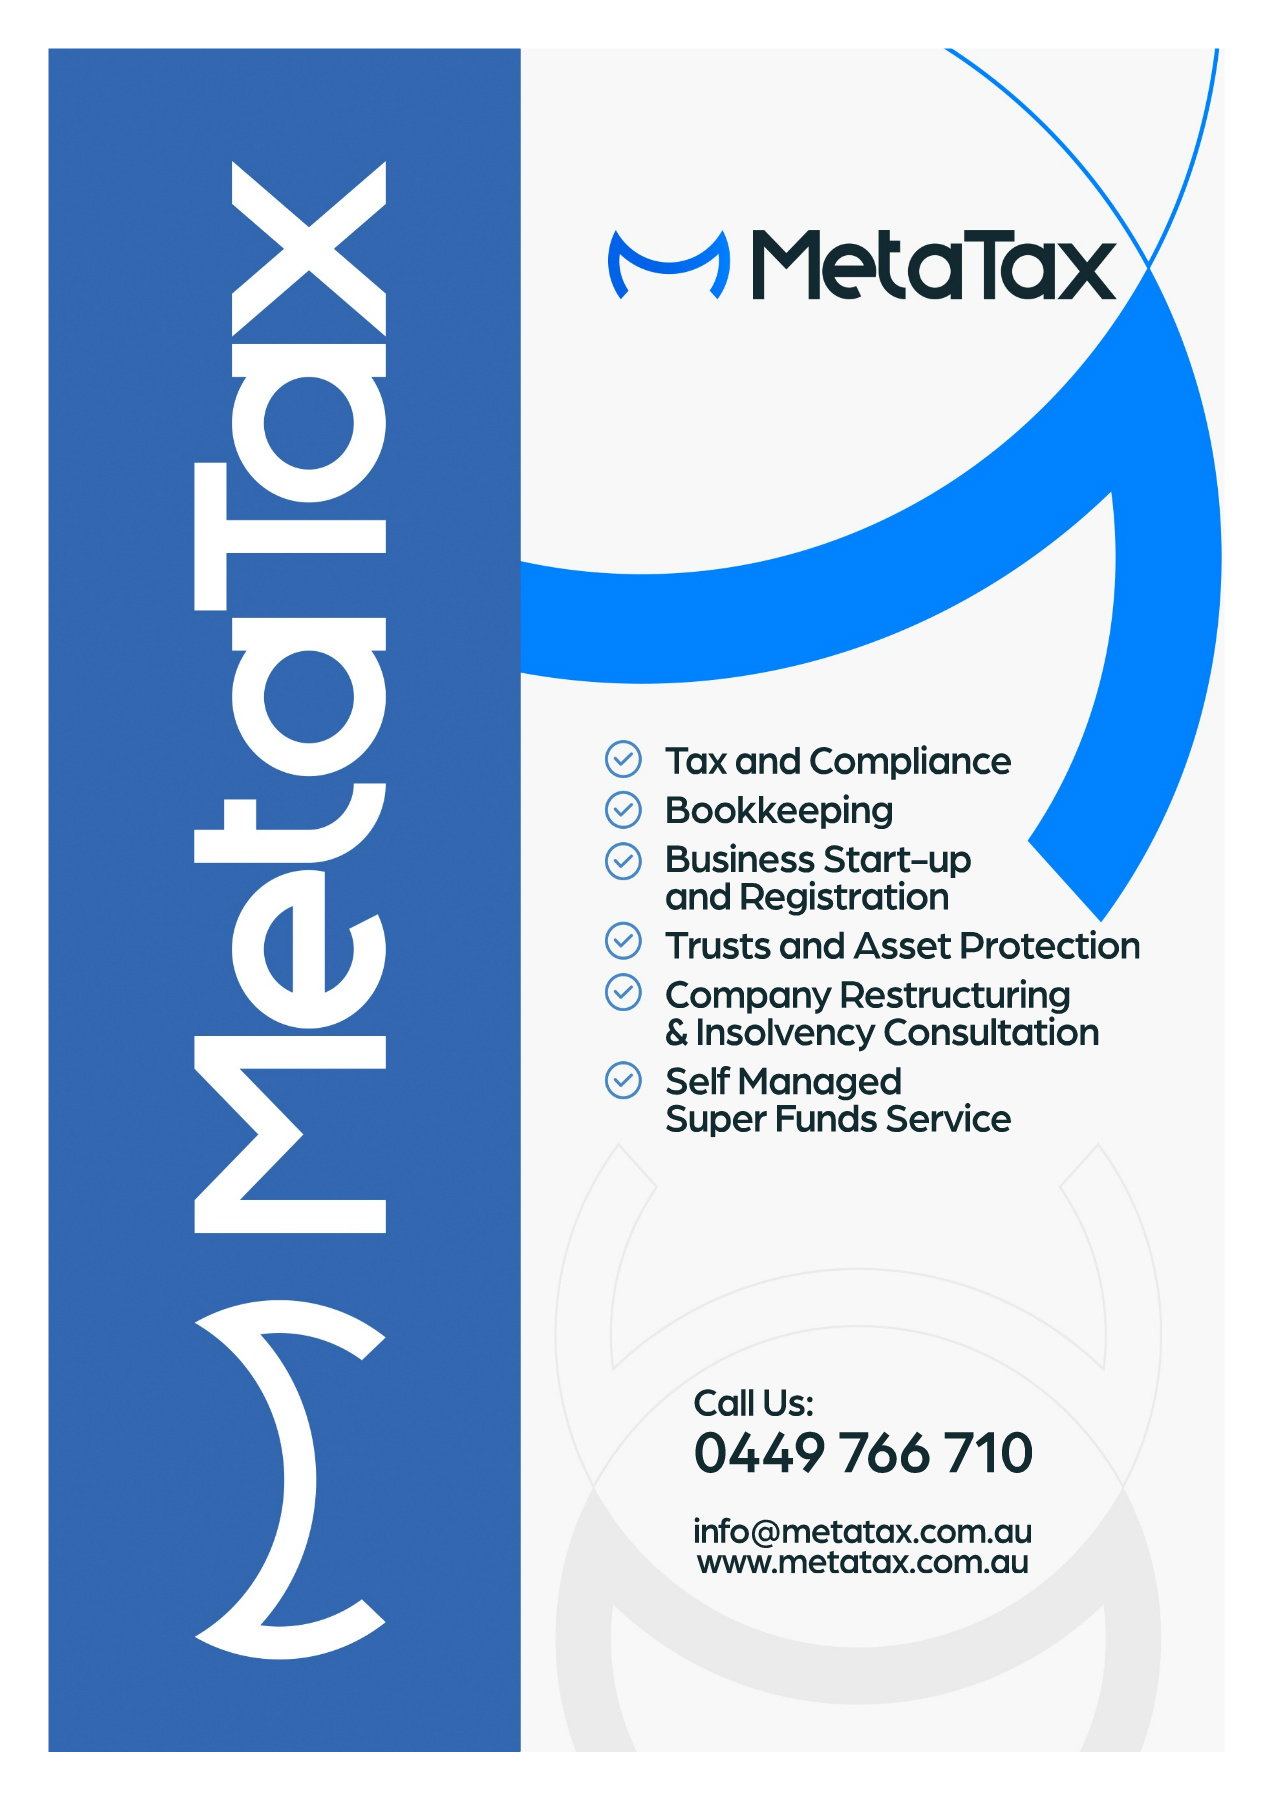 MetaTax
MetaTax
Tax and Compliance
Bookkeeping
Business Start-up
and Registration
Trusts and Asset Protection
Company Restructuring
& Insolvency Consultation
Self Managed
Super Funds Service
Call Us:
0449 766 710
info@metatax.com.au
www.metatax.com.au